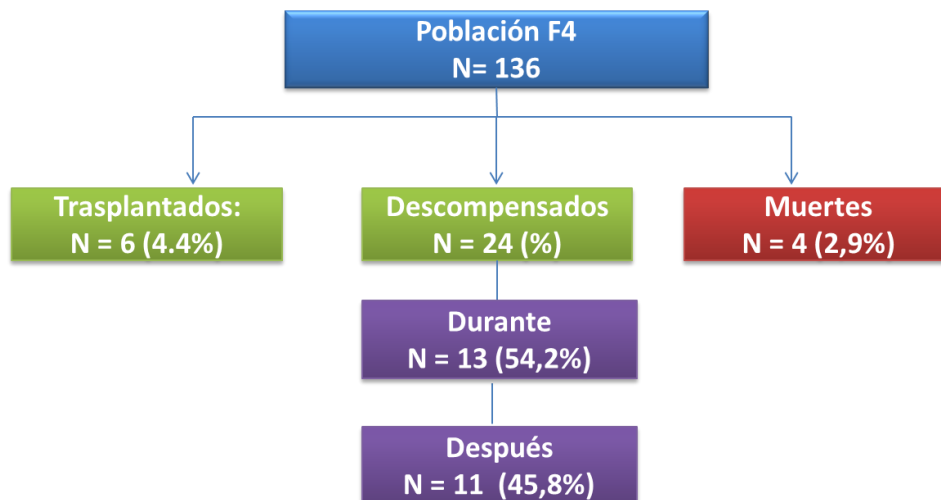 Población F4
N= 136
Trasplantados:
N = 6 (4.4%)
Descompensados
N = 24 (%)
Muertes
N = 4 (2,9%)
Durante
N = 13 (54,2%)
Después
N = 11 (45,8%)